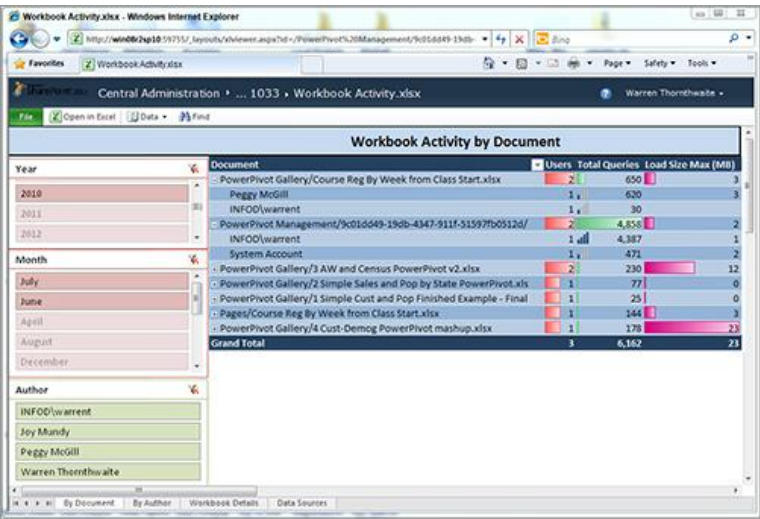 Workbook Activity.xlsx - Windows Internet Explorer
Bing
Favorites Workbook Activity.xlsx Page Safety Tools
Central Administration ... 1033 Workbook Activity.xlsx Warren Thornthwaite
File Open in Excel Data Find
Workbook Activity by Document
Year
2010
2011
2012
Month
July
June
April
August
December
Author
INFOD\warrent
Joy Mundy
Peggy McGill
Warren Thornthwaite
Document Users Total Queries Load Size Max (MB)
- PowerPivot Gallery/Course Reg By Week from Class Start.xlsx 2 650 3
Peggy McGill 1 620 3
INFOD\warrent 1 30
- PowerPivot Management/9c01dd49-19db-4347-911f-51597fb0512d/ 2 4,858 2
INFOD\warrent 1 4,387 1
System Account 1 471 2
+ PowerPivot Gallery/3 AW and Census PowerPivot v2.xlsx 2 230 12
+ PowerPivot Gallery/2 Simple Sales and Pop by State PowerPivot.xls 1 77 0
+ PowerPivot Gallery/1 Simple Cust and Pop Finished Example - Final 1 25 0
+ Pages/Course Reg By Week from Class Start.xlsx 1 144 3
+ PowerPivot Gallery/4 Cust-Demog PowerPivot mashup.xlsx 1 178 23
Grand Total 3 6,162 23
By Document By Author Workbook Details Data Sources